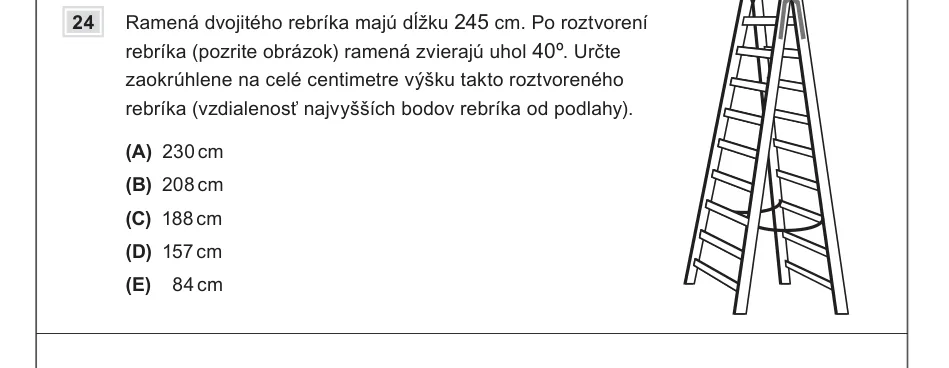 24 Ramená dvojitého rebríka majú dĺžku 245 cm. Po roztvorení
rebríka (pozrite obrázok) ramená zvierajú uhol 40º. Určte
zaokrúhlene na celé centimetre výšku takto roztvoreného
rebríka (vzdialenosť najvyšších bodov rebríka od podlahy).
(A) 230 cm
(B) 208 cm
(C) 188 cm
(D) 157 cm
(E) 84 cm